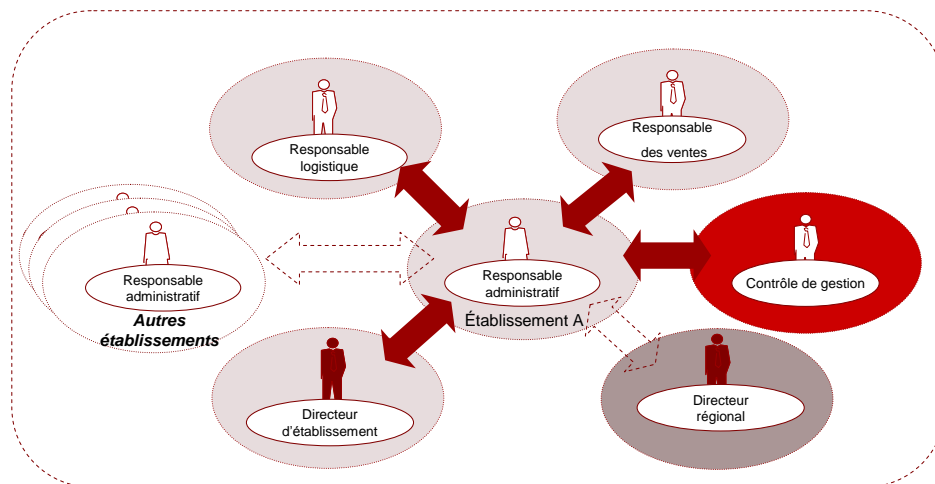 Responsable
logistique
Responsable
des ventes
Responsable
administratif
Autres
établissements
Responsable
administratif
Établissement A
Contrôle de gestion
Directeur
d'établissement
Directeur
régional